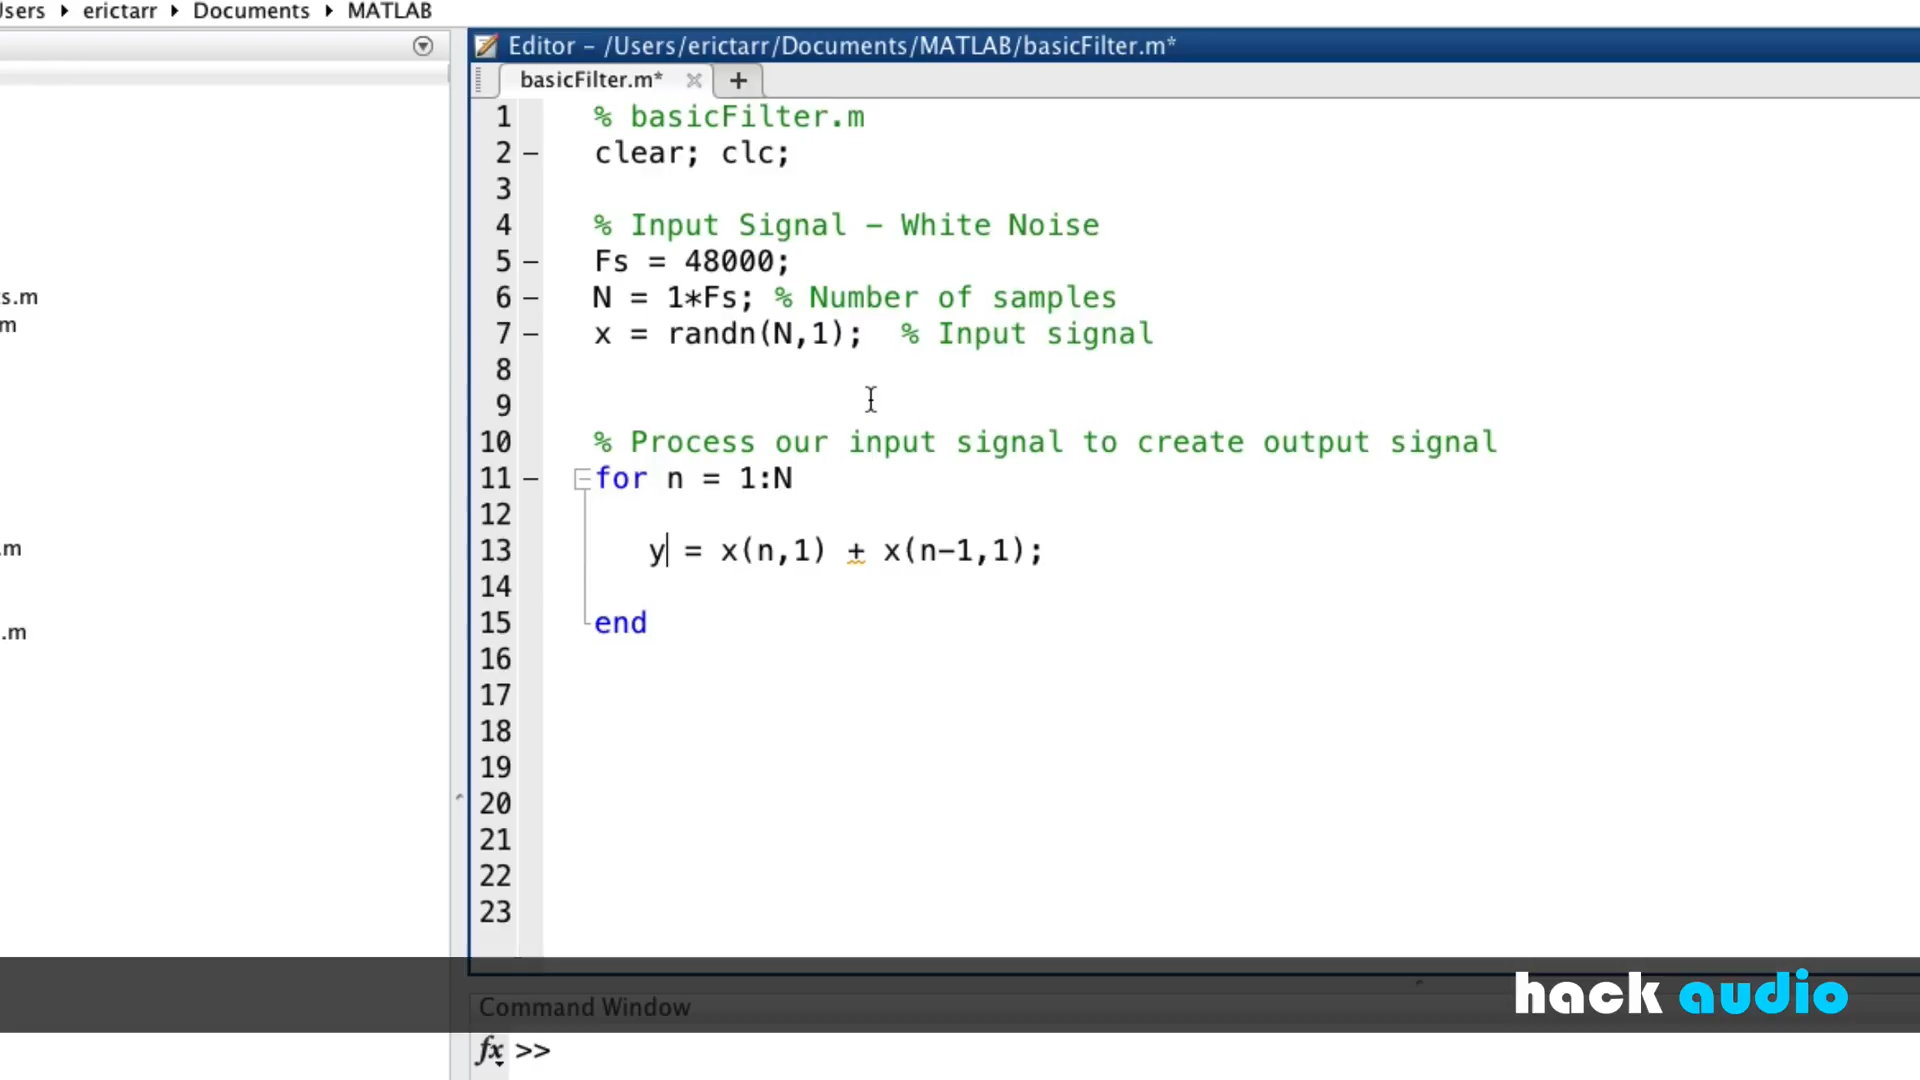 erictarr ▸ Documents ▸ MATLAB
Editor – /Users/erictarr/Documents/MATLAB/basicFilter.m*
basicFilter.m* +
1 % basicFilter.m
2 – clear; clc;
3
4 % Input Signal – White Noise
5 – Fs = 48000;
6 – N = 1*Fs; % Number of samples
7 – x = randn(N,1);  % Input signal
8
9
10 % Process our input signal to create output signal
11 – for n = 1:N
12
13 y = x(n,1) + x(n-1,1);
14
15 end
16
17
18
19
20
21
22
23
s.m
m
.m
.m
hack audio
Command Window
fx >>